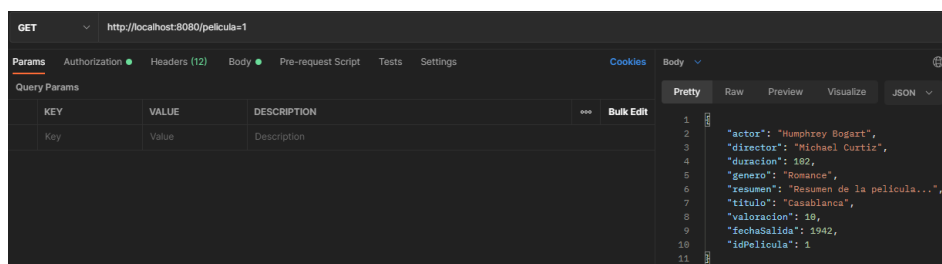 GET http://localhost:8080/pelicula=1
Params Authorization Headers (12) Body Pre-request Script Tests Settings Cookies
Query Params
KEY VALUE DESCRIPTION ooo Bulk Edit
Key Value Description
Body
Pretty Raw Preview Visualize JSON
1 {
2 "actor": "Humphrey Bogart",
3 "director": "Michael Curtiz",
4 "duracion": 102,
5 "genero": "Romance",
6 "resumen": "Resumen de la pelicula...",
7 "titulo": "Casablanca",
8 "valoracion": 10,
9 "fechaSalida": 1942,
10 "idPelicula": 1
11 }